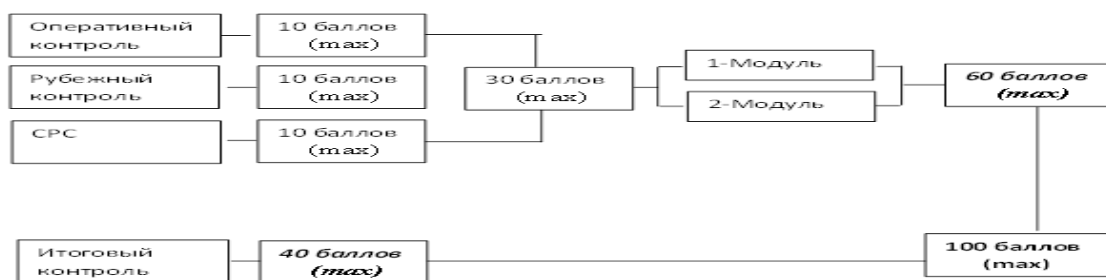 Оперативный
контроль
10 баллов
(max)
Рубежный
контроль
10 баллов
(max)
СРС
10 баллов
(max)
30 баллов
(max)
1-Модуль
2-Модуль
60 баллов
(max)
Итоговый
контроль
40 баллов
(max)
100 баллов
(max)